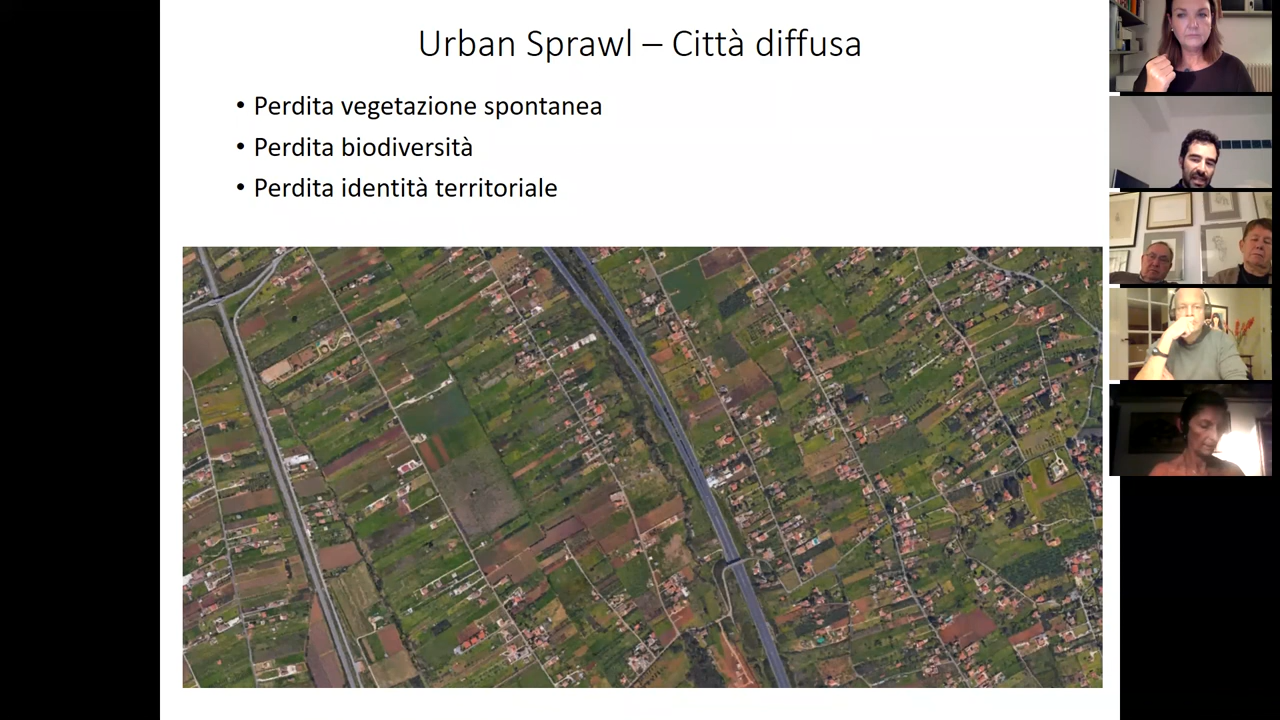 Urban Sprawl – Città diffusa
• Perdita vegetazione spontanea
• Perdita biodiversità
• Perdita identità territoriale